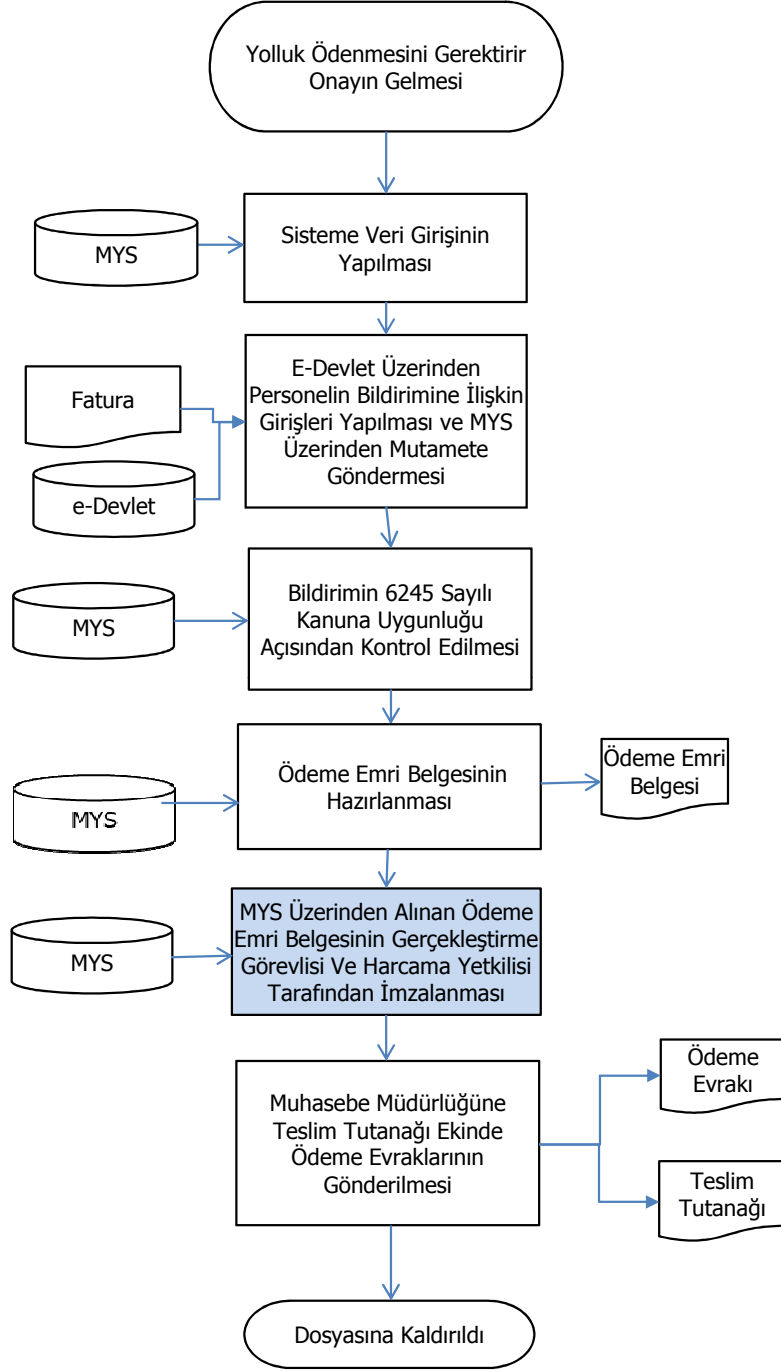 Yolluk Ödenmesini Gerektirir
Onayın Gelmesi
MYS
Sisteme Veri Girişinin
Yapılması
Fatura
e-Devlet
E-Devlet Üzerinden
Personelin Bildirimine İlişkin
Girişleri Yapılması ve MYS
Üzerinden Mutamete
Göndermesi
MYS
Bildirimin 6245 Sayılı
Kanuna Uygunluğu
Açısından Kontrol Edilmesi
MYS
Ödeme Emri Belgesinin
Hazırlanması
Ödeme Emri
Belgesi
MYS
MYS Üzerinden Alınan Ödeme
Emri Belgesinin Gerçekleştirme
Görevlisi Ve Harcama Yetkilisi
Tarafından İmzalanması
Muhasebe Müdürlüğüne
Teslim Tutanağı Ekinde
Ödeme Evraklarının
Gönderilmesi
Ödeme
Evrakı
Teslim
Tutanağı
Dosyasına Kaldırıldı